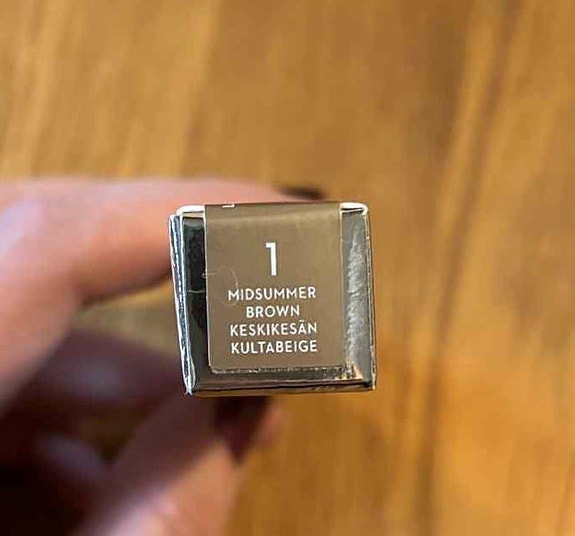 1
MIDSUMMER
BROWN
KESKIKESÄN
KULTABEIGE